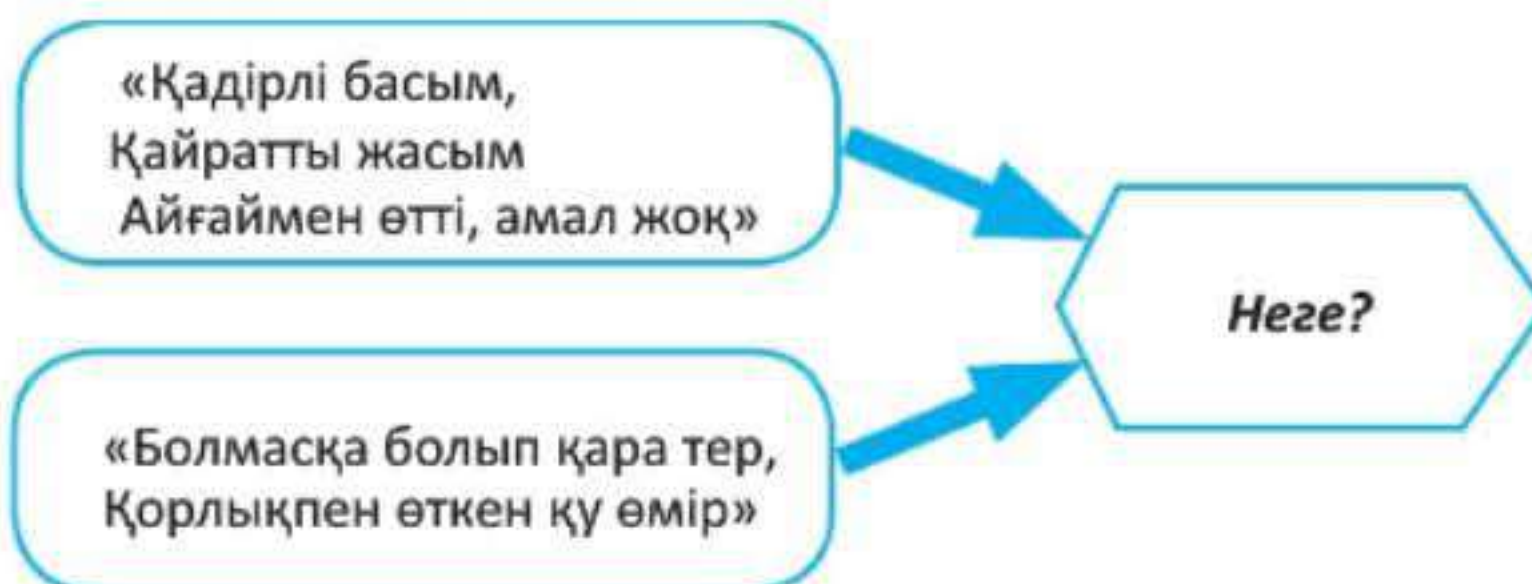 «Қадірлі басым,
Қайратты жасым
Айғаймен өтті, амал жоқ»
Неге?
«Болмасқа болып қара тер,
Қорлықпен өткен қу өмір»